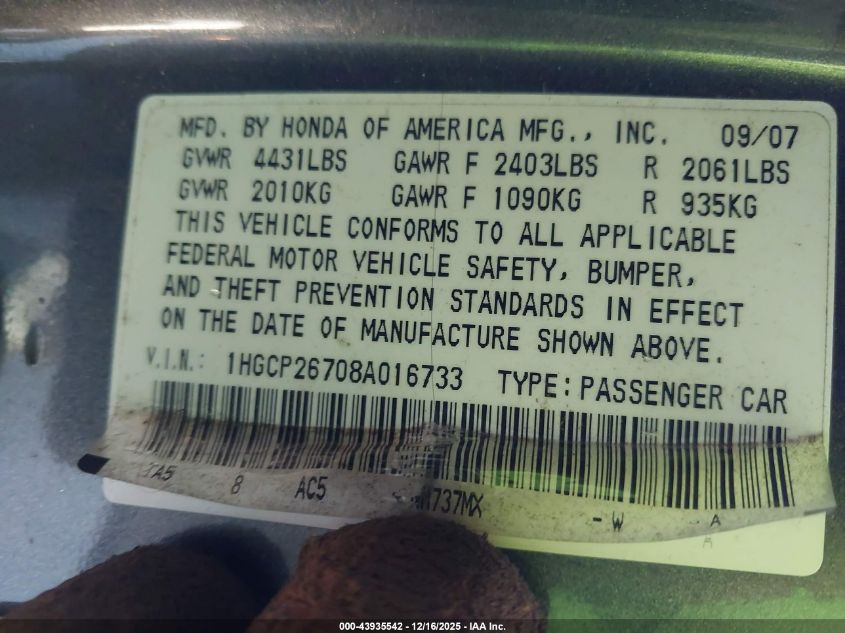 MFD. BY HONDA OF AMERICA MFG., INC. 09/07
GVWR 4431LBS GAWR F 2403LBS R 2061LBS
GVWR 2010KG GAWR F 1090KG R 935KG
THIS VEHICLE CONFORMS TO ALL APPLICABLE
FEDERAL MOTOR VEHICLE SAFETY, BUMPER,
AND THEFT PREVENTION STANDARDS IN EFFECT
ON THE DATE OF MANUFACTURE SHOWN ABOVE.
V.I.N.: 1HGCP26708A016733 TYPE: PASSENGER CAR
TA5 8 AC5 737MX -W A
A
000-43935542 - 12/16/2025 - IAA Inc.